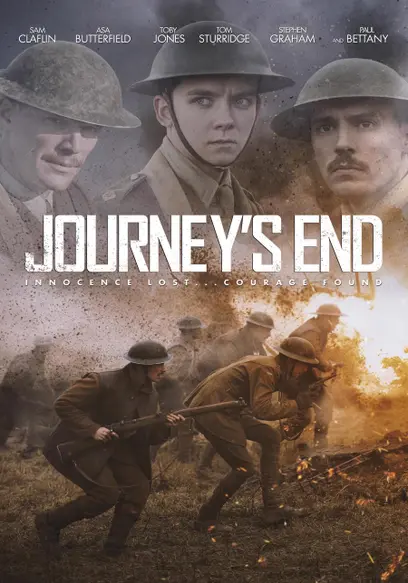 SAM ASA TOBY TOM STEPHEN PAUL
CLAFLIN BUTTERFIELD JONES STURRIDGE GRAHAM AND BETTANY
JOURNEY'S END
INNOCENCE LOST...COURAGE FOUND